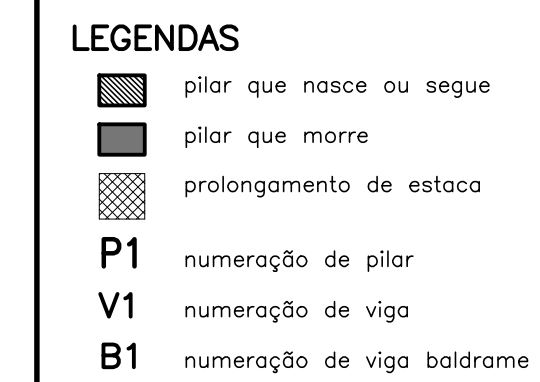 LEGENDAS
pilar que nasce ou segue
pilar que morre
prolongamento de estaca
P1 numeração de pilar
V1 numeração de viga
B1 numeração de viga baldrame